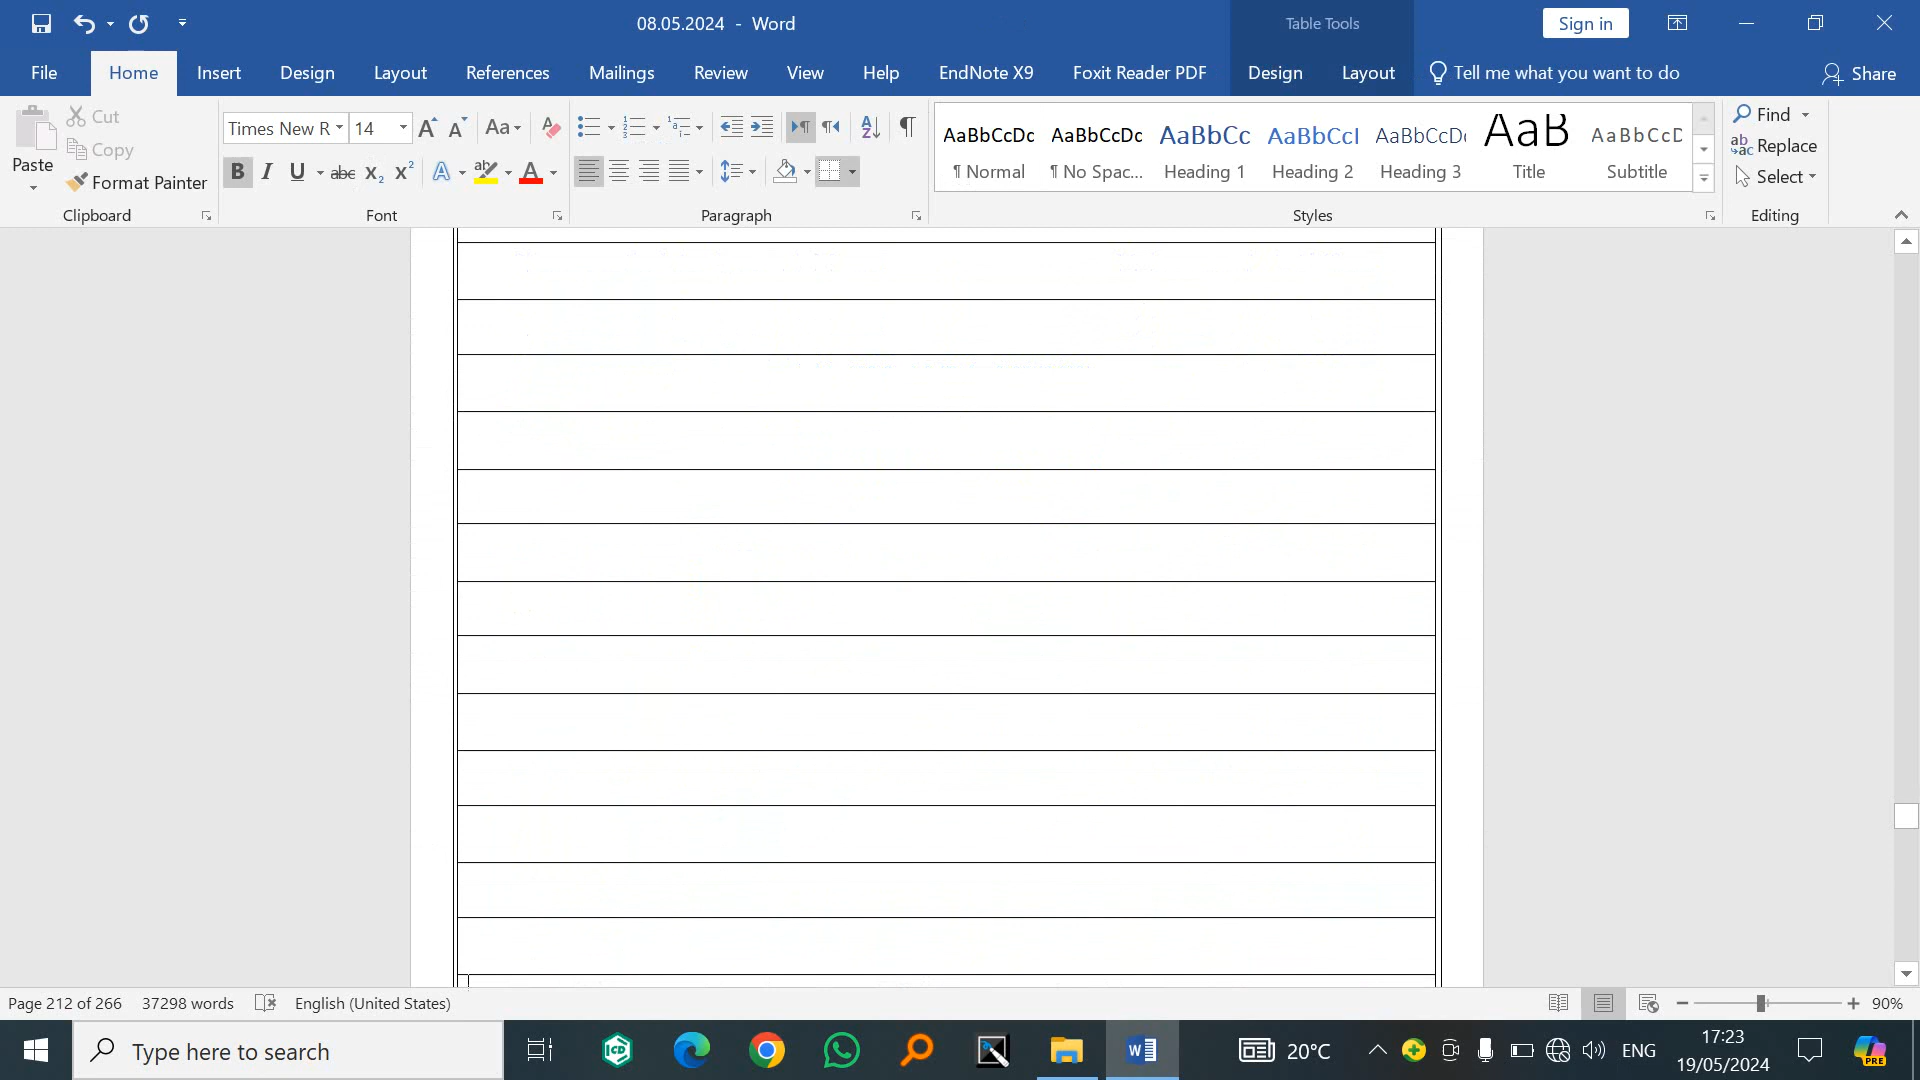 08.05.2024 - Word
Table Tools
Sign in
File
Home
Insert
Design
Layout
References
Mailings
Review
View
Help
EndNote X9
Foxit Reader PDF
Design
Layout
Tell me what you want to do
Share
Paste
Cut
Copy
Format Painter
Clipboard
Times New R
14
Font
Paragraph
AaBbCcDc
¶ Normal
AaBbCcDc
¶ No Spac...
AaBbCc
Heading 1
AaBbCcI
Heading 2
AaBbCcD
Heading 3
AaB
Title
AaBbCcD
Subtitle
Styles
Find
Replace
Select
Editing
Page 212 of 266
37298 words
English (United States)
90%
Type here to search
20°C
ENG
17:23
19/05/2024